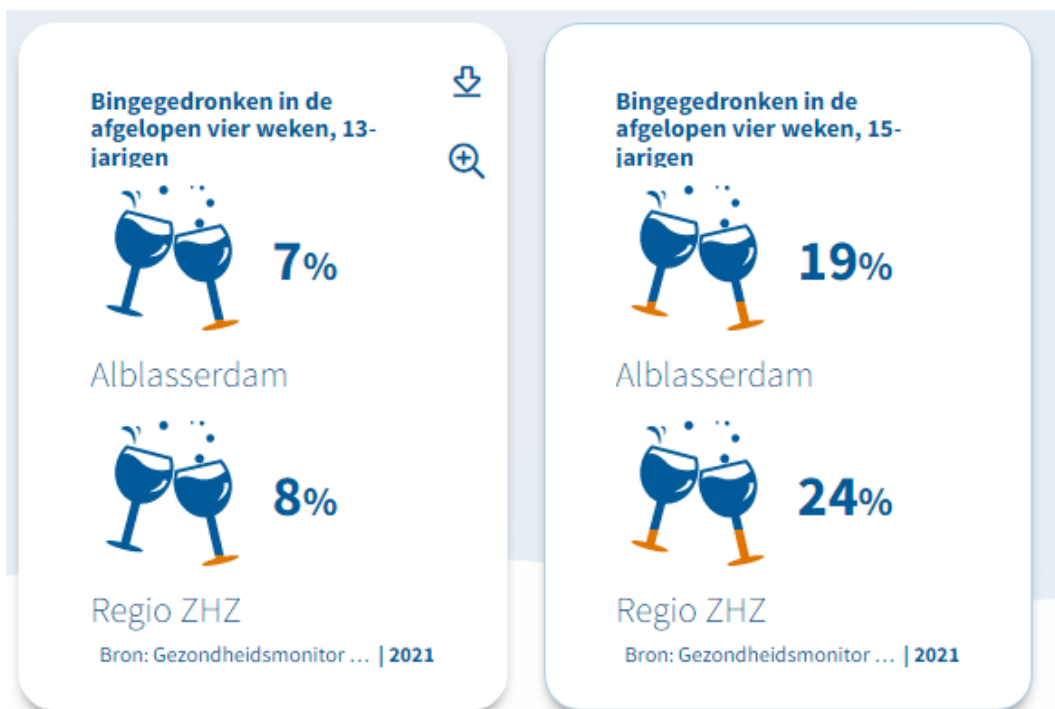 Bingegedronken in de
afgelopen vier weken, 13-
jarigen
7%
Alblasserdam
8%
Regio ZHZ
Bron: Gezondheidsmonitor ... | 2021
Bingegedronken in de
afgelopen vier weken, 15-
jarigen
19%
Alblasserdam
24%
Regio ZHZ
Bron: Gezondheidsmonitor ... | 2021